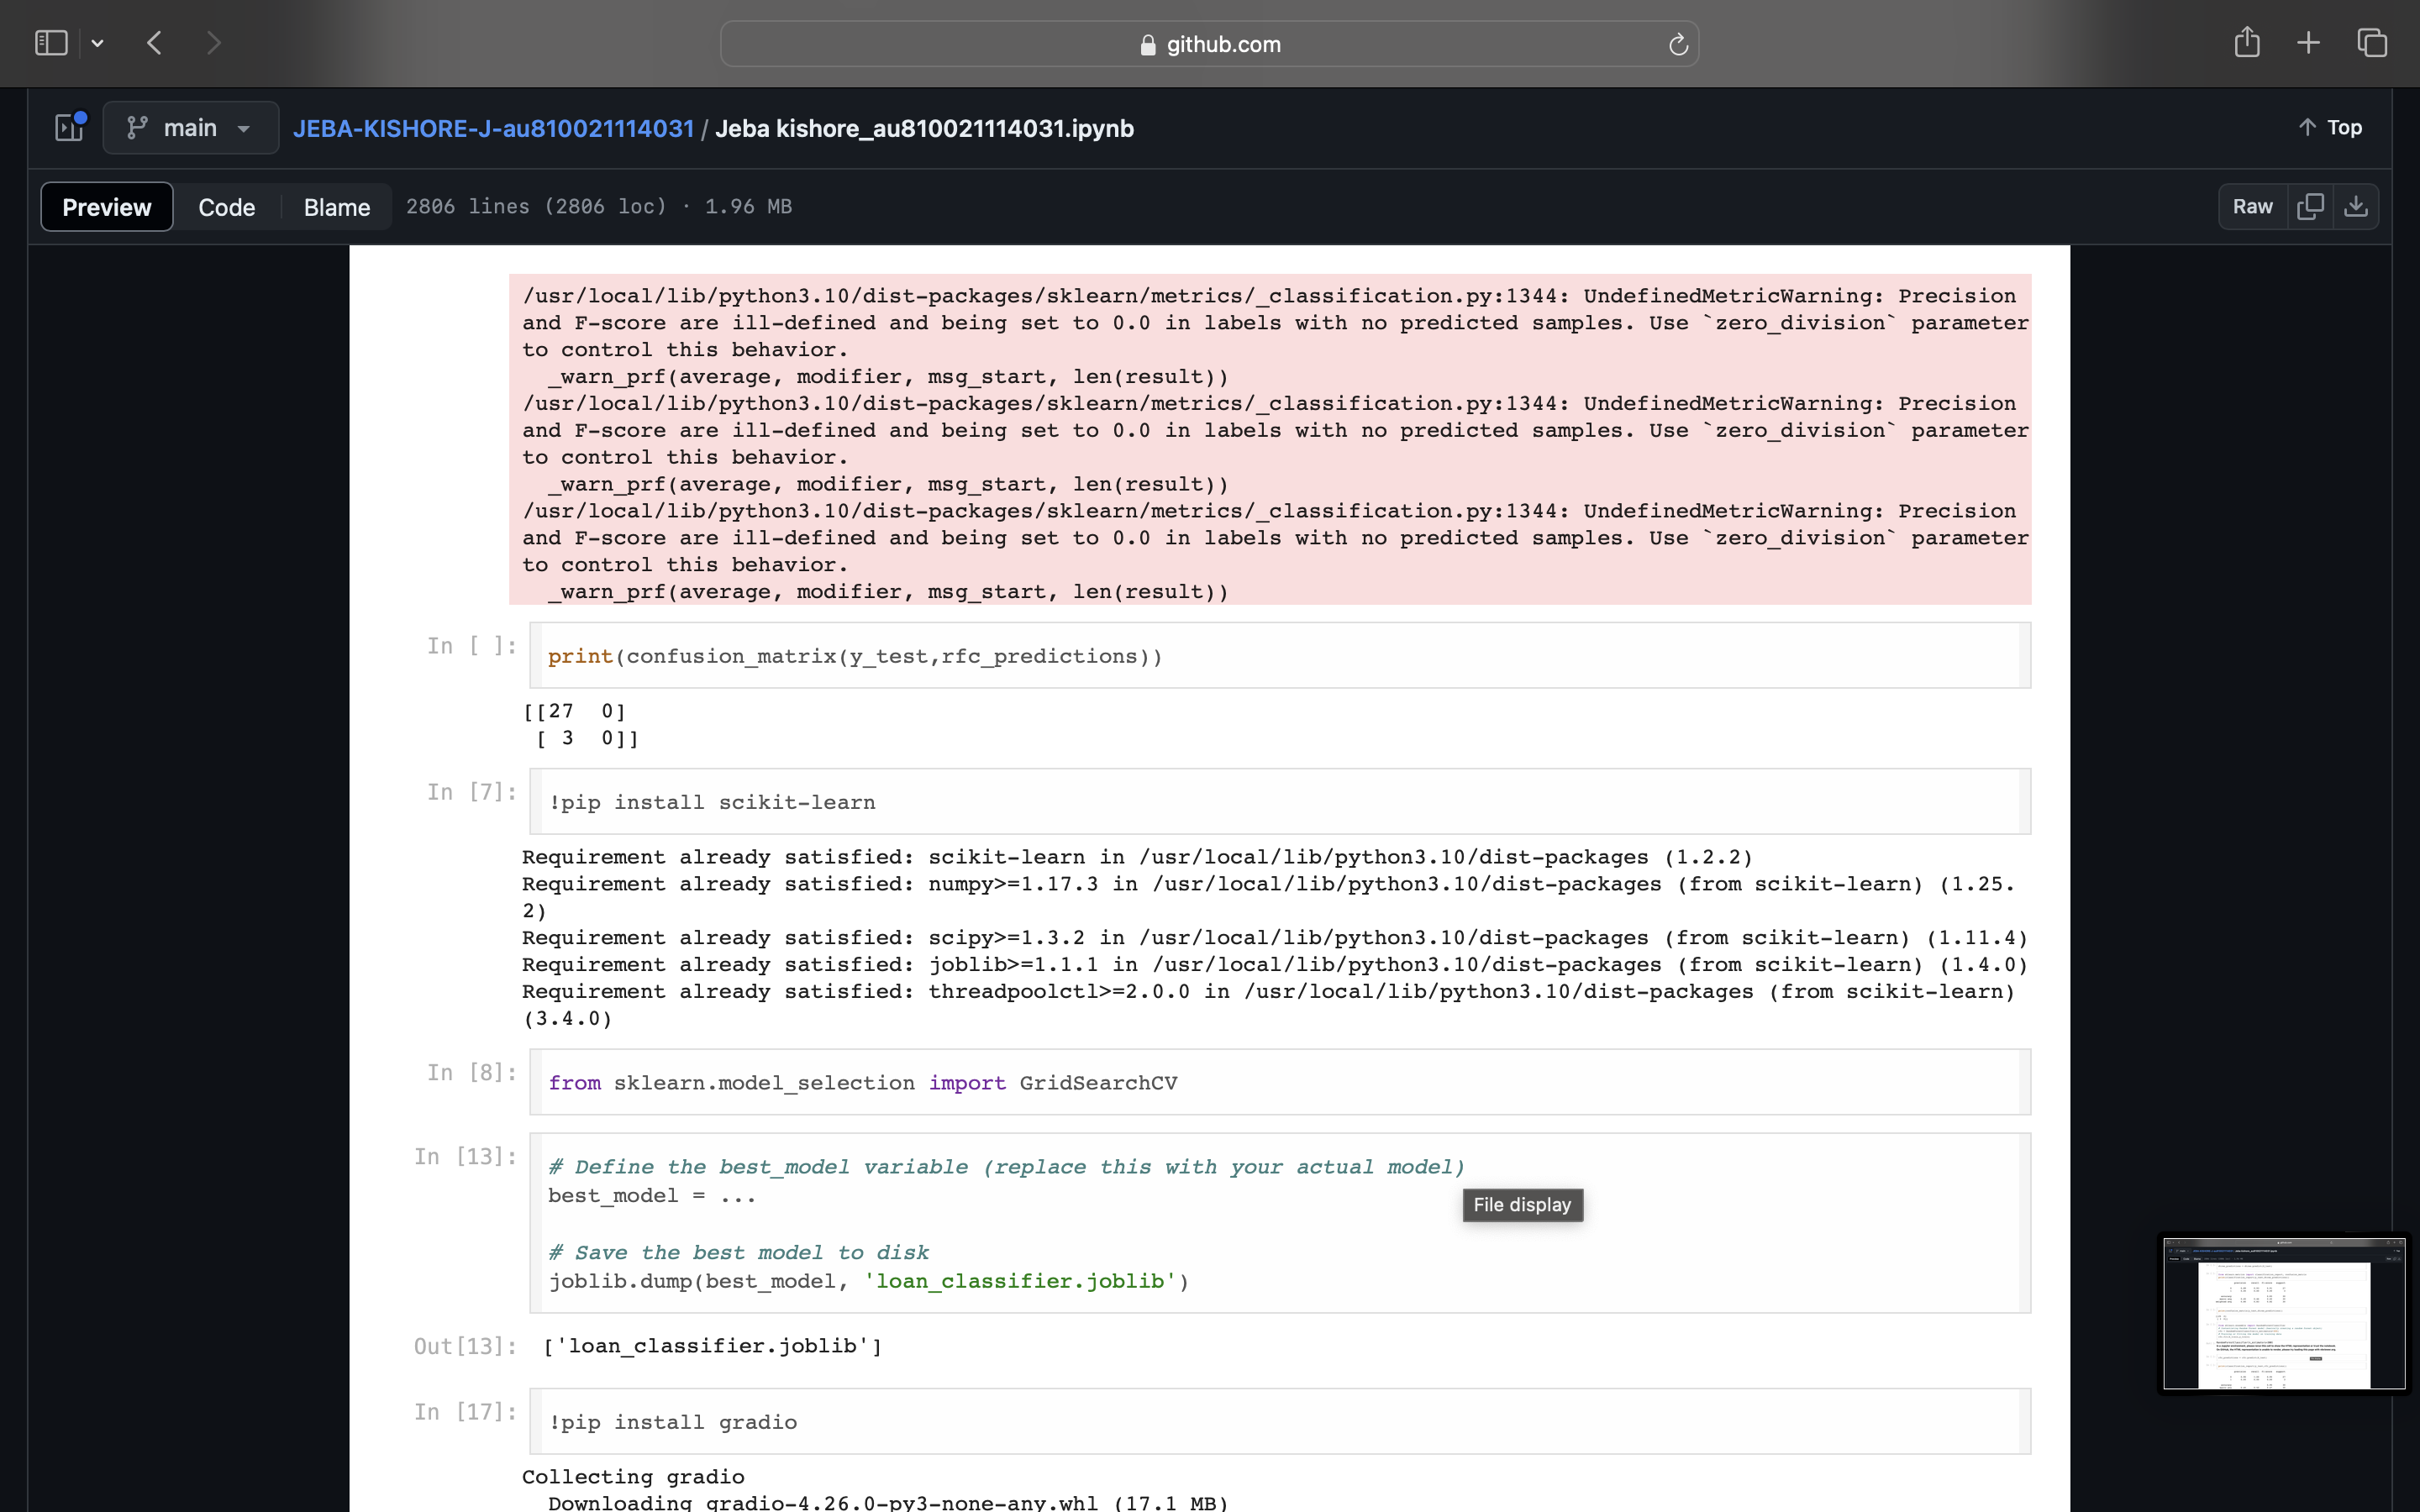 github.com
main
JEBA-KISHORE-J-au810021114031 / Jeba kishore_au810021114031.ipynb
Top
Preview
Code
Blame
2806 lines (2806 loc) · 1.96 MB
Raw
/usr/local/lib/python3.10/dist-packages/sklearn/metrics/_classification.py:1344: UndefinedMetricWarning: Precision
and F-score are ill-defined and being set to 0.0 in labels with no predicted samples. Use `zero_division` parameter
to control this behavior.
_warn_prf(average, modifier, msg_start, len(result))
/usr/local/lib/python3.10/dist-packages/sklearn/metrics/_classification.py:1344: UndefinedMetricWarning: Precision
and F-score are ill-defined and being set to 0.0 in labels with no predicted samples. Use `zero_division` parameter
to control this behavior.
_warn_prf(average, modifier, msg_start, len(result))
/usr/local/lib/python3.10/dist-packages/sklearn/metrics/_classification.py:1344: UndefinedMetricWarning: Precision
and F-score are ill-defined and being set to 0.0 in labels with no predicted samples. Use `zero_division` parameter
to control this behavior.
_warn_prf(average, modifier, msg_start, len(result))
In [ ]:
print(confusion_matrix(y_test,rfc_predictions))
[[27  0]
[ 3  0]]
In [7]:
!pip install scikit-learn
Requirement already satisfied: scikit-learn in /usr/local/lib/python3.10/dist-packages (1.2.2)
Requirement already satisfied: numpy>=1.17.3 in /usr/local/lib/python3.10/dist-packages (from scikit-learn) (1.25.
2)
Requirement already satisfied: scipy>=1.3.2 in /usr/local/lib/python3.10/dist-packages (from scikit-learn) (1.11.4)
Requirement already satisfied: joblib>=1.1.1 in /usr/local/lib/python3.10/dist-packages (from scikit-learn) (1.4.0)
Requirement already satisfied: threadpoolctl>=2.0.0 in /usr/local/lib/python3.10/dist-packages (from scikit-learn)
(3.4.0)
In [8]:
from sklearn.model_selection import GridSearchCV
In [13]:
# Define the best_model variable (replace this with your actual model)
best_model = ...
File display
# Save the best model to disk
joblib.dump(best_model, 'loan_classifier.joblib')
Out[13]:
['loan_classifier.joblib']
In [17]:
!pip install gradio
Collecting gradio
Downloading gradio-4.26.0-py3-none-any.whl (17.1 MB)